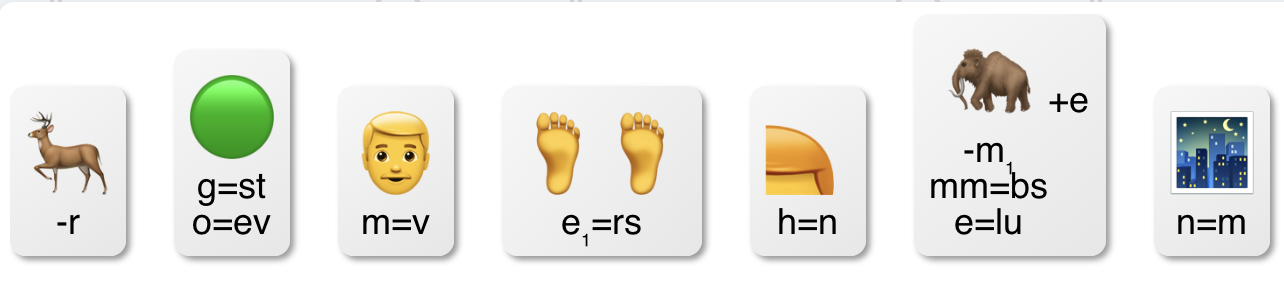 -r
g=st
o=ev
m=v
e₁=rs
h=n
+e
-m₁
mm=bs
e=lu
n=m